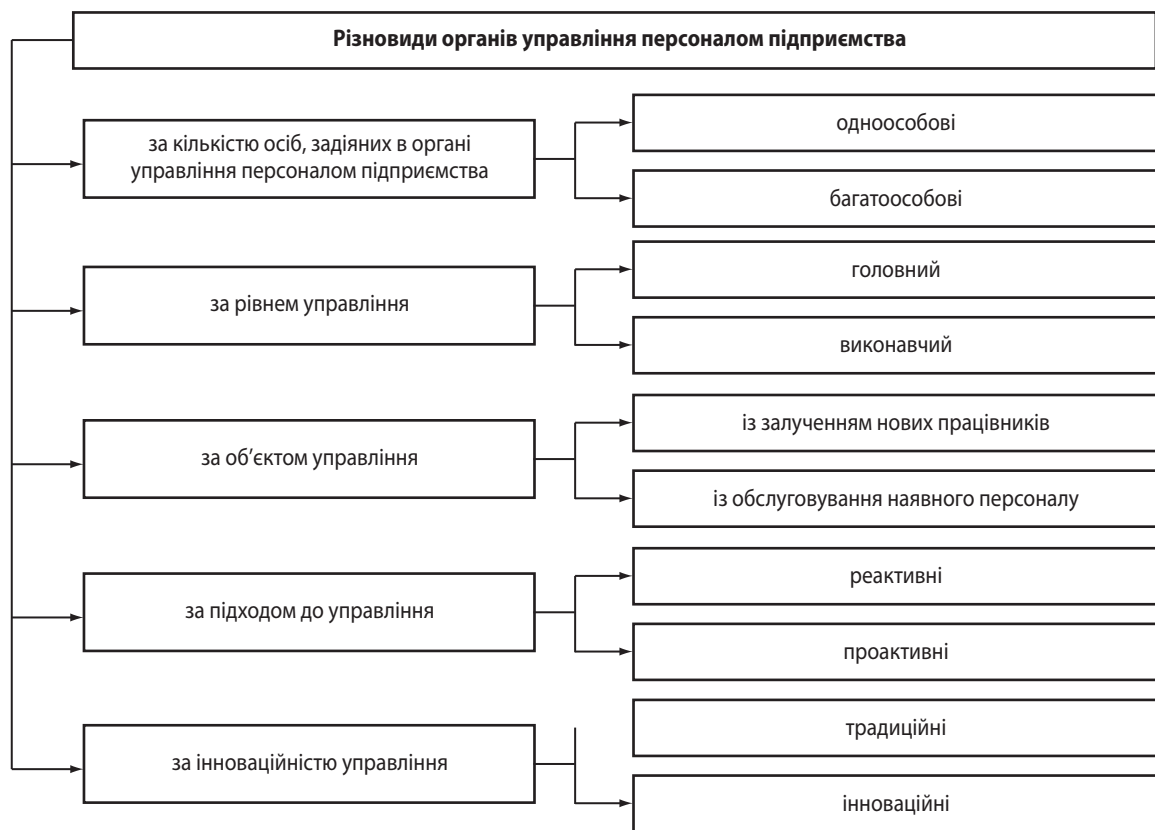 Різновиди органів управління персоналом підприємства
за кількістю осіб, задіяних в органі
управління персоналом підприємства
одноособові
багатоособові
за рівнем управління
головний
виконавчий
за об’єктом управління
із залученням нових працівників
із обслуговування наявного персоналу
за підходом до управління
реактивні
проактивні
за інноваційністю управління
традиційні
інноваційні